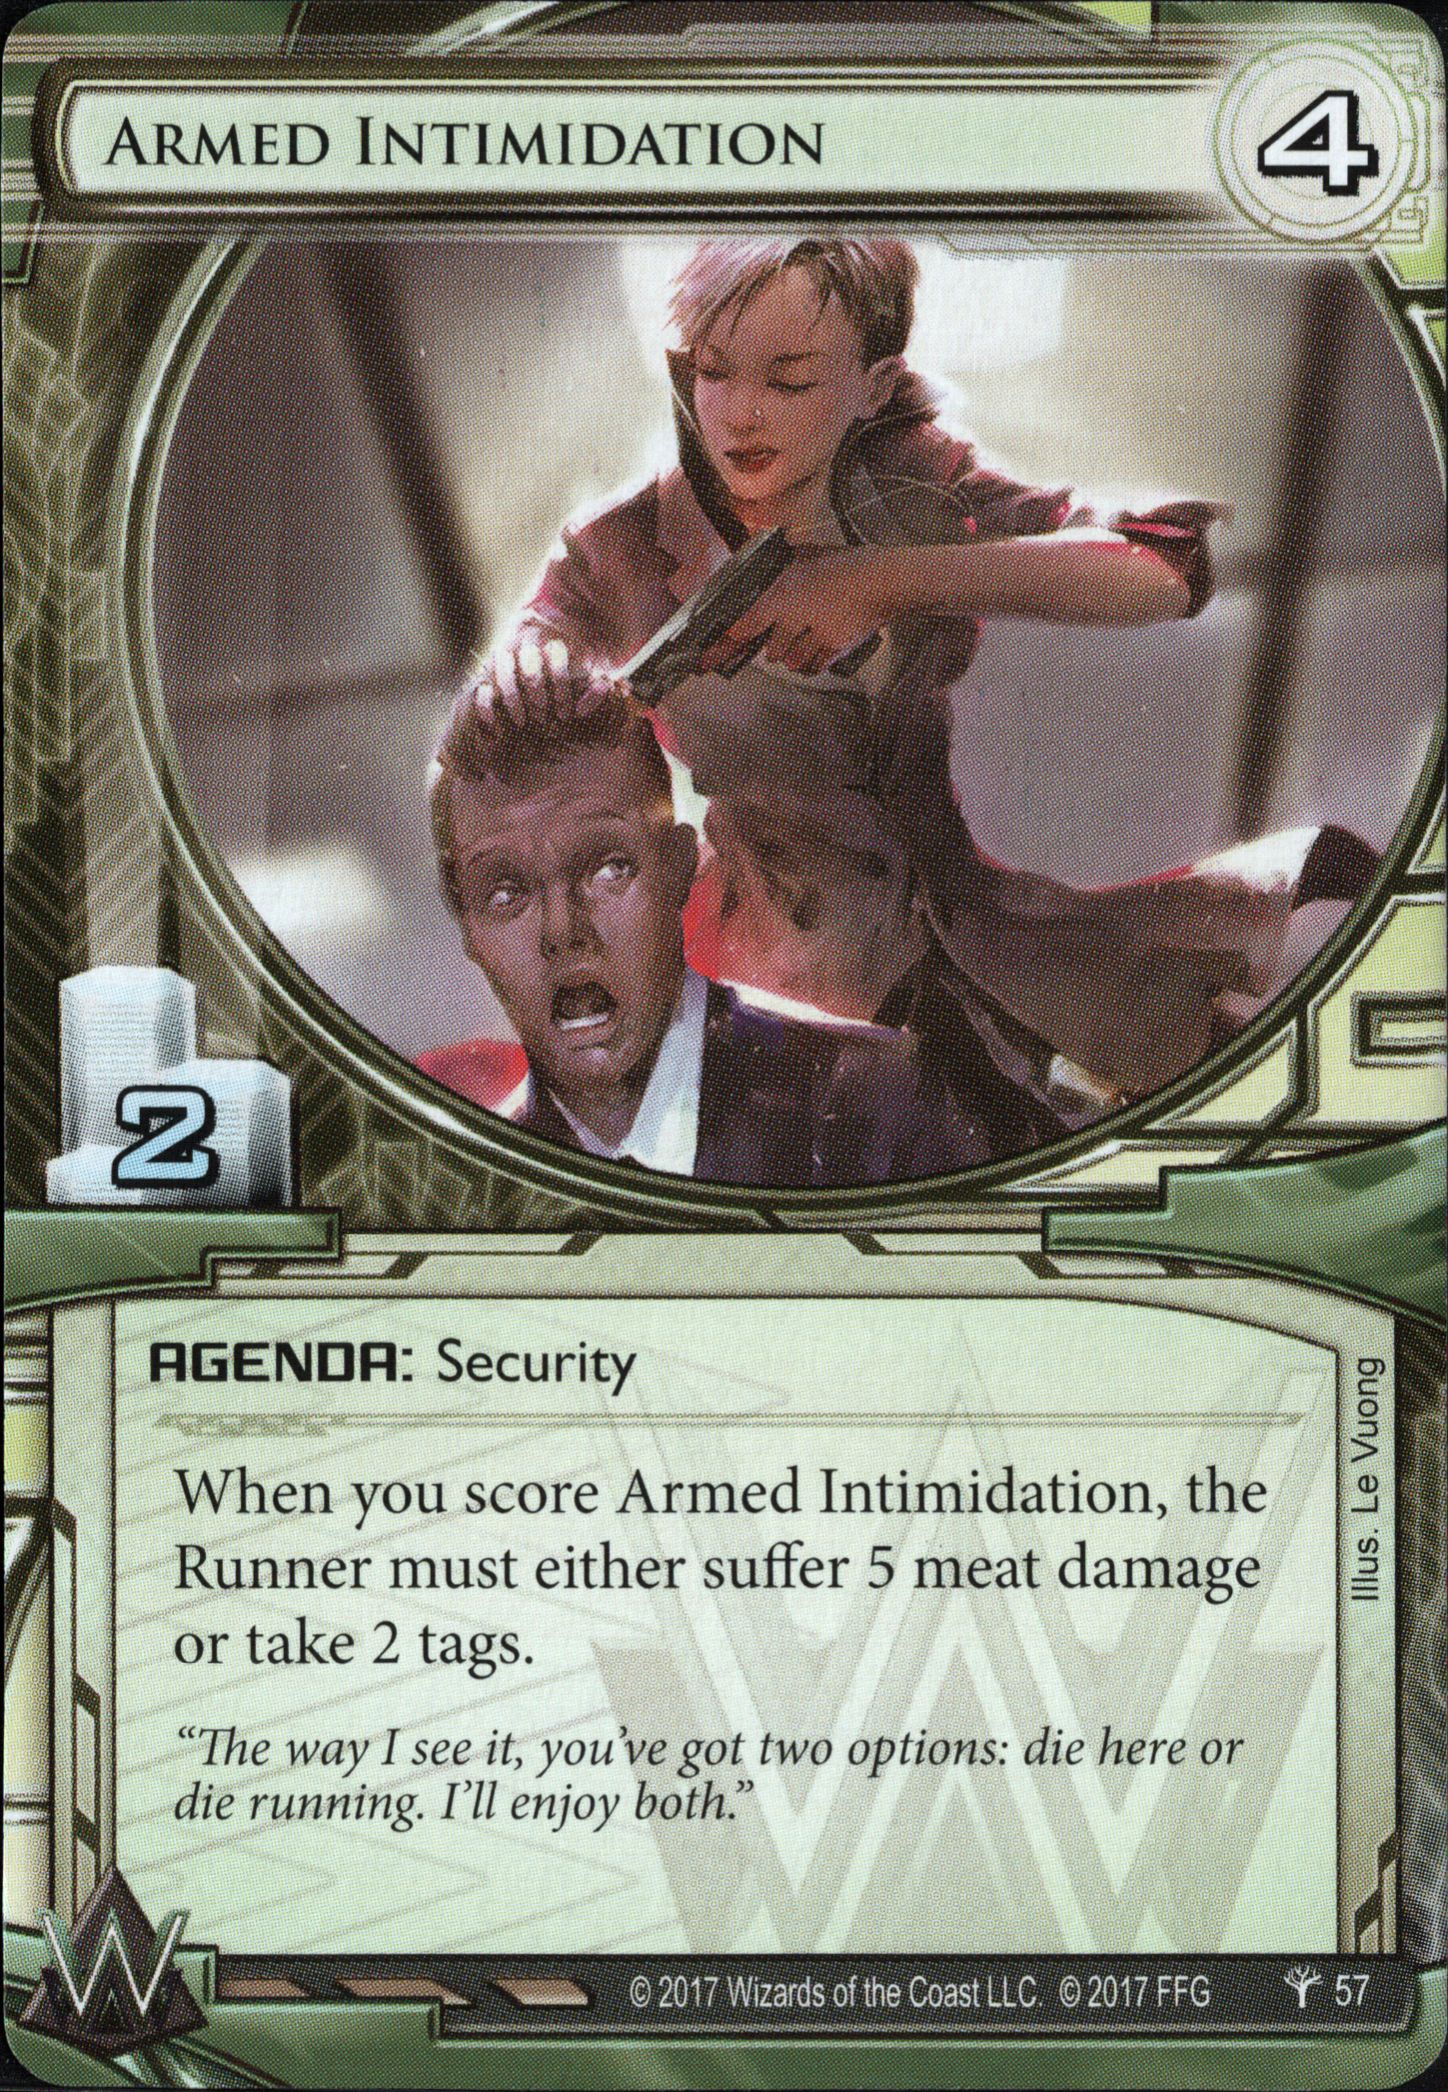 Armed Intimidation
4
2
AGENDA: Security
When you score Armed Intimidation, the
Runner must either suffer 5 meat damage
or take 2 tags.
“The way I see it, you’ve got two options: die here or
die running. I’ll enjoy both.”
Illus. Le Vuong
W
© 2017 Wizards of the Coast LLC. © 2017 FFG 57